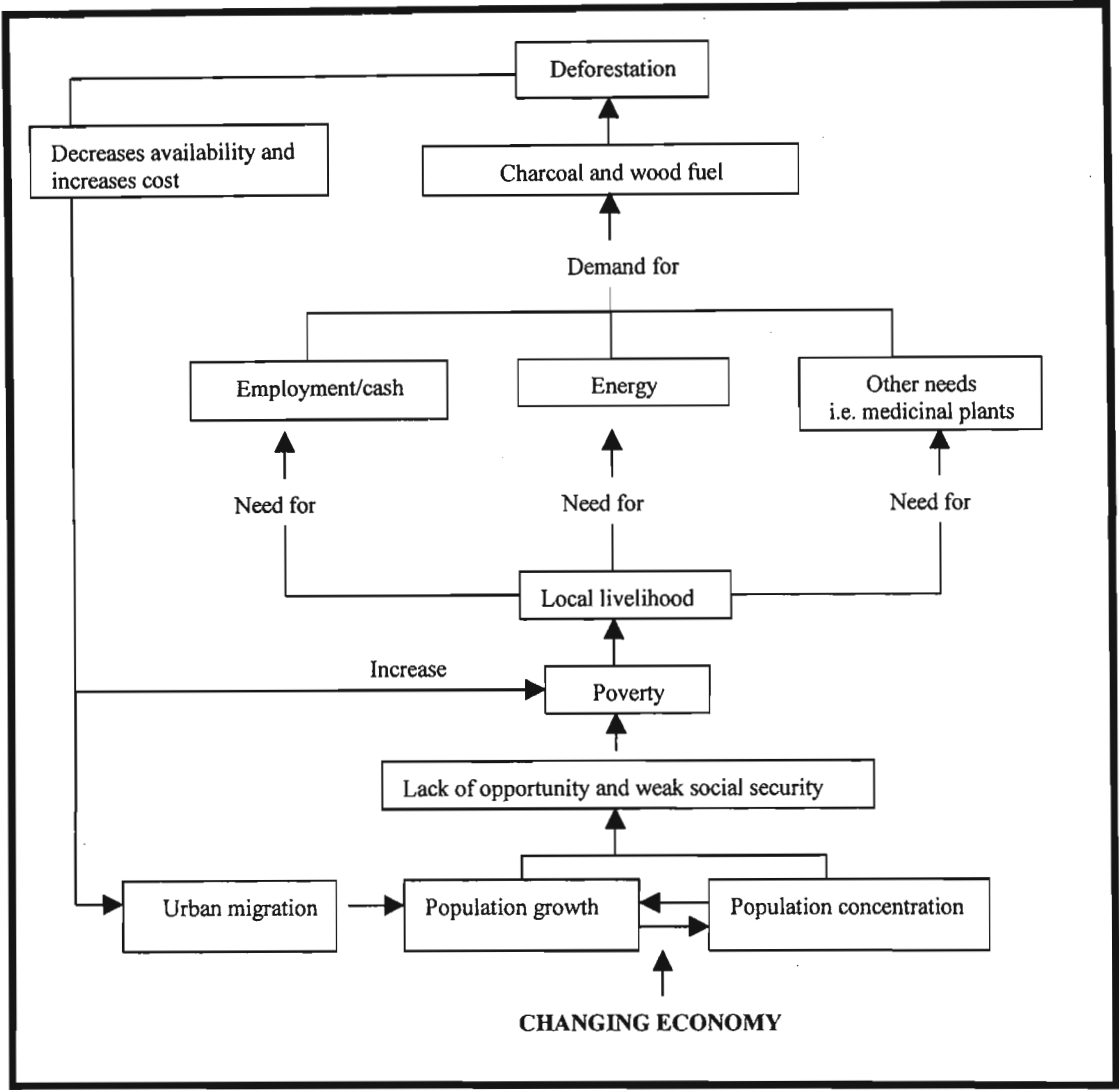 Deforestation
Decreases availability and
increases cost
Charcoal and wood fuel
Demand for
Employment/cash
Energy
Other needs
i.e. medicinal plants
Need for
Need for
Need for
Local livelihood
Increase
Poverty
Lack of opportunity and weak social security
Urban migration
Population growth
Population concentration
CHANGING ECONOMY